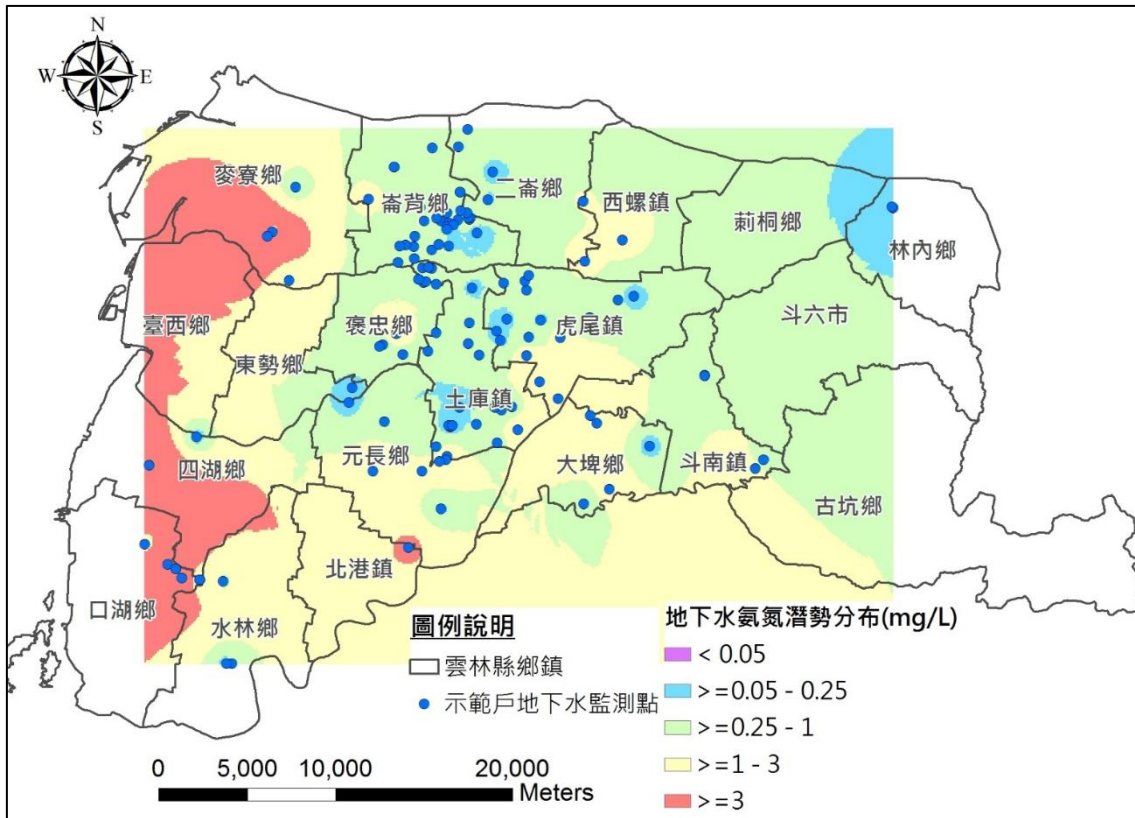 N
W E
S
麥寮鄉
崙背鄉
二崙鄉
西螺鎮
莿桐鄉
林內鄉
臺西鄉
東勢鄉
褒忠鄉
虎尾鎮
斗六市
土庫鎮
四湖鄉
元長鄉
大埤鄉
斗南鎮
古坑鄉
北港鎮
口湖鄉
水林鄉
圖例說明
雲林縣鄉鎮
示範戶地下水監測點
0 5,000 10,000 20,000
Meters
地下水氨氮潛勢分布(mg/L)
< 0.05
>=0.05 - 0.25
>=0.25 - 1
>=1 - 3
>=3